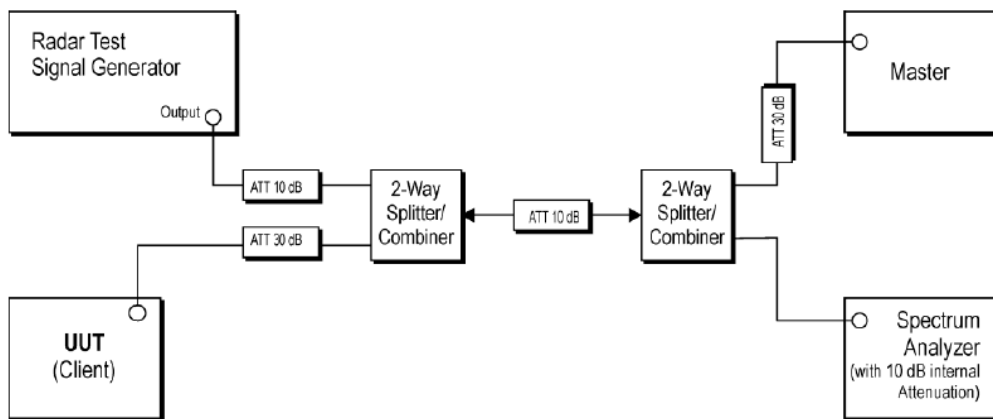 Radar Test
Signal Generator
Output
ATT 10 dB
ATT 30 dB
UUT
(Client)
2-Way
Splitter/
Combiner
ATT 10 dB
2-Way
Splitter/
Combiner
ATT 30 dB
Master
Spectrum
Analyzer
(with 10 dB internal
Attenuation)